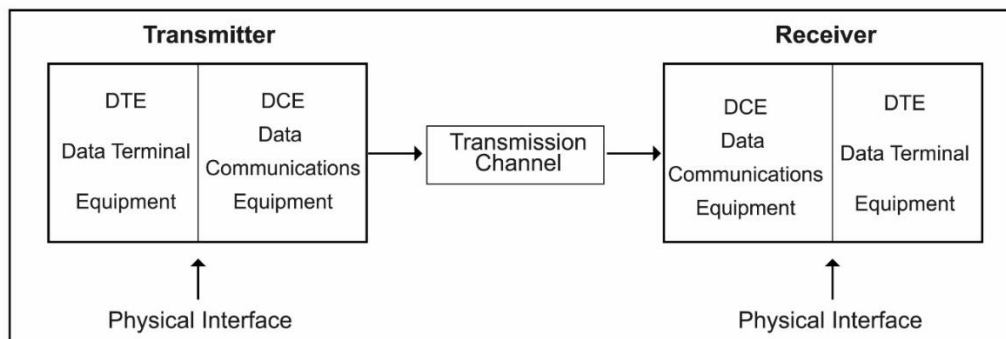 Transmitter
DTE
Data Terminal
Equipment
DCE
Data
Communications
Equipment
Transmission
Channel
Receiver
DCE
Data
Communications
Equipment
DTE
Data Terminal
Equipment
Physical Interface
Physical Interface